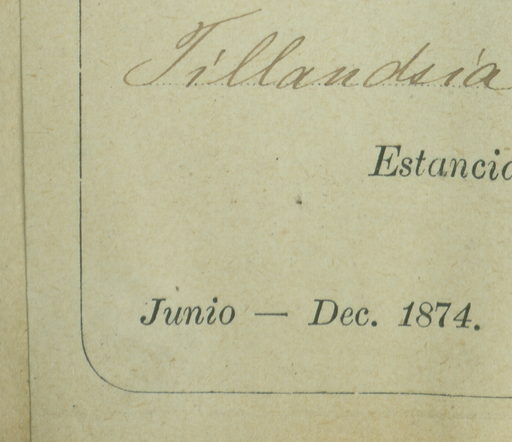 Tillandsia
Estancia
Junio — Dec. 1874.